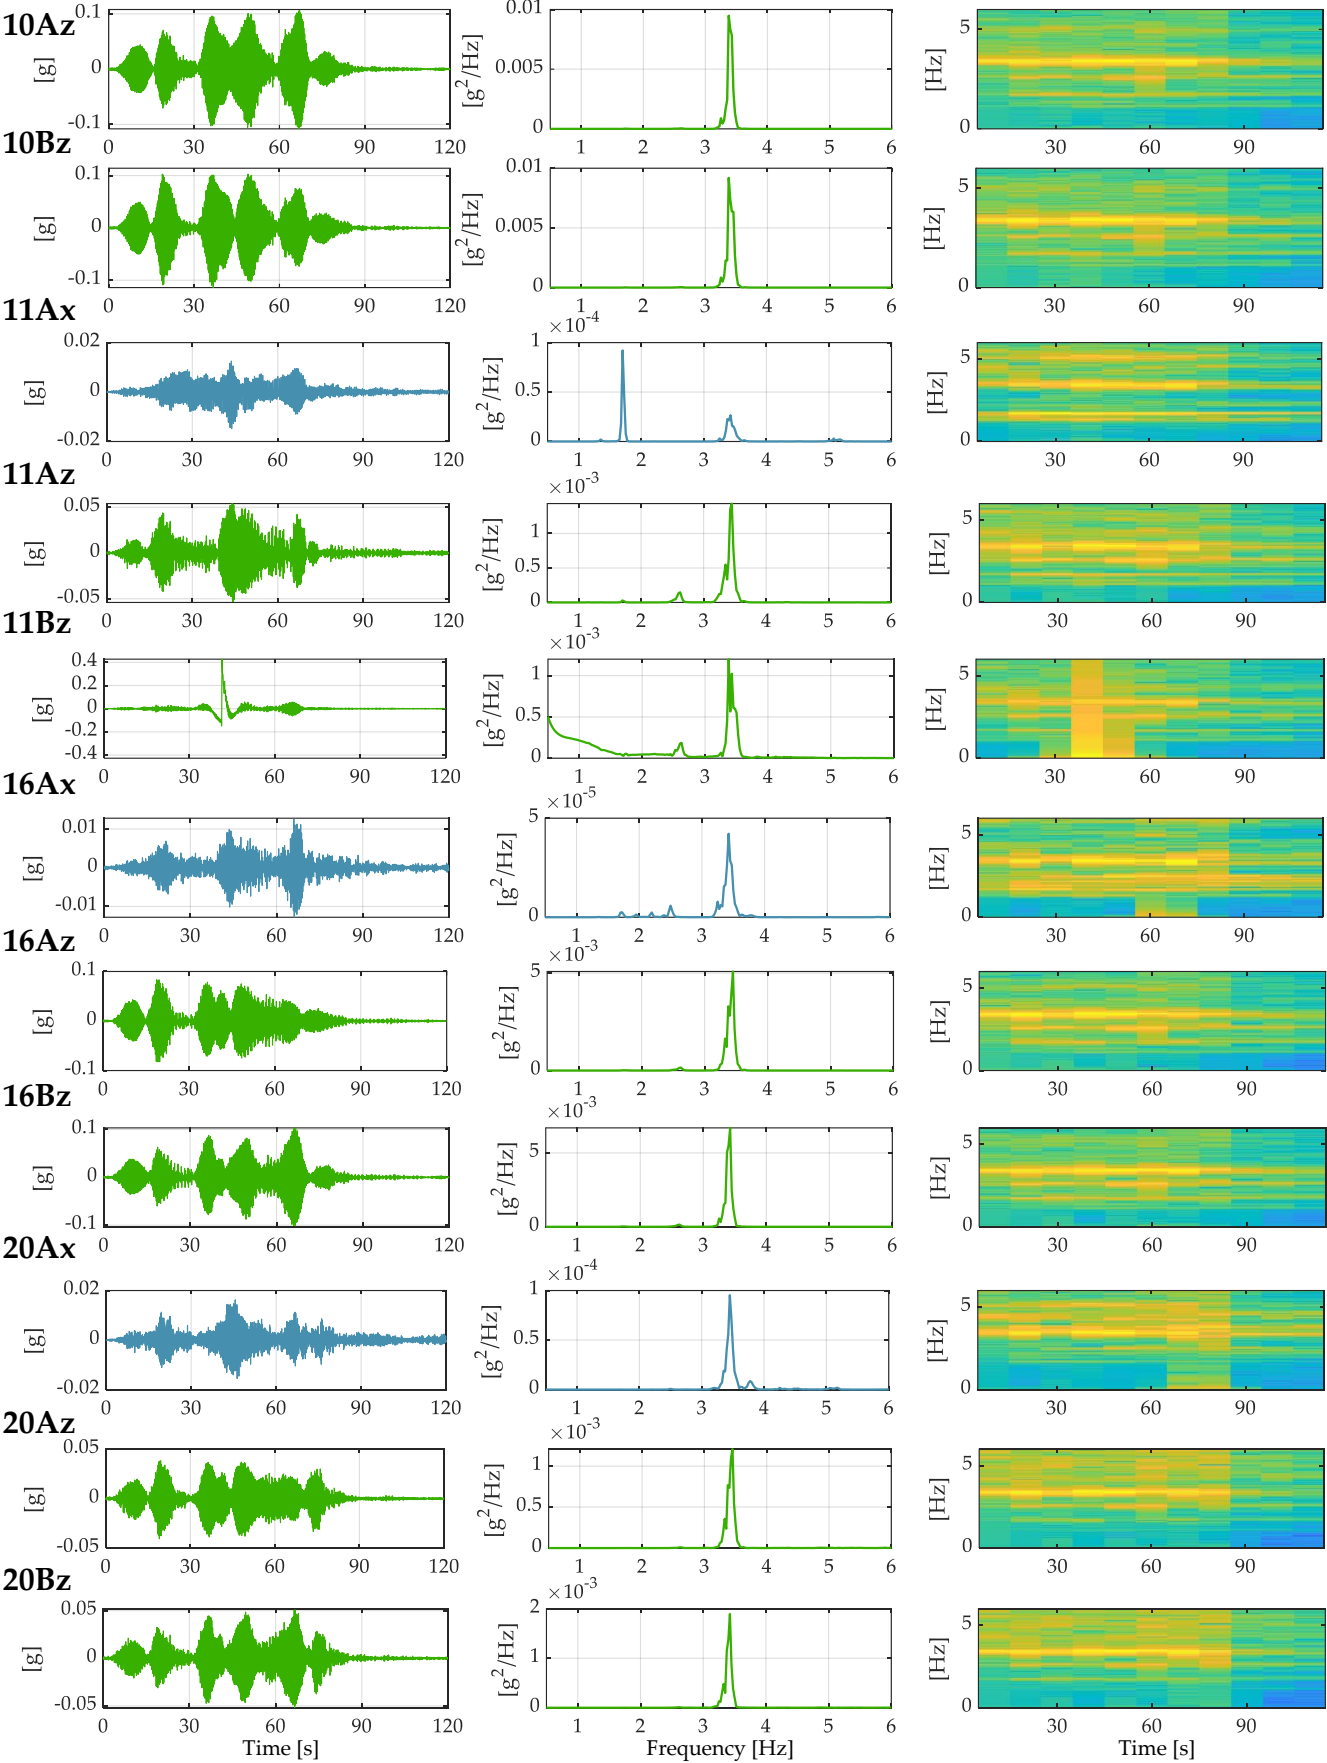 10Az
0.1
0
-0.1
[g]
0 30 60 90 120
0.01
0.005
0
[g²/Hz]
1 2 3 4 5 6
5
0
[Hz]
30 60 90
10Bz
0.1
0
-0.1
[g]
0 30 60 90 120
0.01
0.005
0
[g²/Hz]
1 2 3 4 5 6
5
0
[Hz]
30 60 90
11Ax
0.02
0
-0.02
[g]
0 30 60 90 120
×10⁻⁴
1
0.5
0
[g²/Hz]
1 2 3 4 5 6
5
0
[Hz]
30 60 90
11Az
0.05
0
-0.05
[g]
0 30 60 90 120
×10⁻³
1
0.5
0
[g²/Hz]
1 2 3 4 5 6
5
0
[Hz]
30 60 90
11Bz
0.4
0.2
0
-0.2
-0.4
[g]
0 30 60 90 120
×10⁻³
1
0.5
0
[g²/Hz]
1 2 3 4 5 6
5
0
[Hz]
30 60 90
16Ax
0.01
0
-0.01
[g]
0 30 60 90 120
×10⁻⁵
5
0
[g²/Hz]
1 2 3 4 5 6
5
0
[Hz]
30 60 90
16Az
0.1
0
-0.1
[g]
0 30 60 90 120
×10⁻³
5
0
[g²/Hz]
1 2 3 4 5 6
5
0
[Hz]
30 60 90
16Bz
0.1
0
-0.1
[g]
0 30 60 90 120
×10⁻³
5
0
[g²/Hz]
1 2 3 4 5 6
5
0
[Hz]
30 60 90
20Ax
0.02
0
-0.02
[g]
0 30 60 90 120
×10⁻⁴
1
0.5
0
[g²/Hz]
1 2 3 4 5 6
5
0
[Hz]
30 60 90
20Az
0.05
0
-0.05
[g]
0 30 60 90 120
×10⁻³
1
0.5
0
[g²/Hz]
1 2 3 4 5 6
5
0
[Hz]
30 60 90
20Bz
0.05
0
-0.05
[g]
0 30 60 90 120
Time [s]
×10⁻³
2
1
0
[g²/Hz]
1 2 3 4 5 6
Frequency [Hz]
5
0
[Hz]
30 60 90
Time [s]